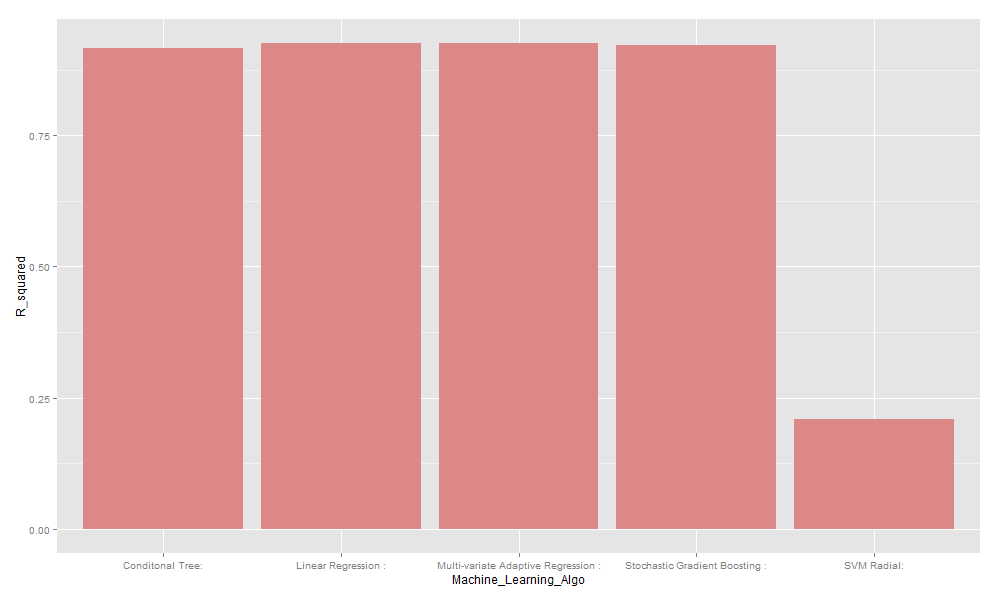 0.75
0.50
0.25
0.00
R_squared
Conditonal Tree:
Linear Regression :
Multi-variate Adaptive Regression :
Stochastic Gradient Boosting :
SVM Radial:
Machine_Learning_Algo